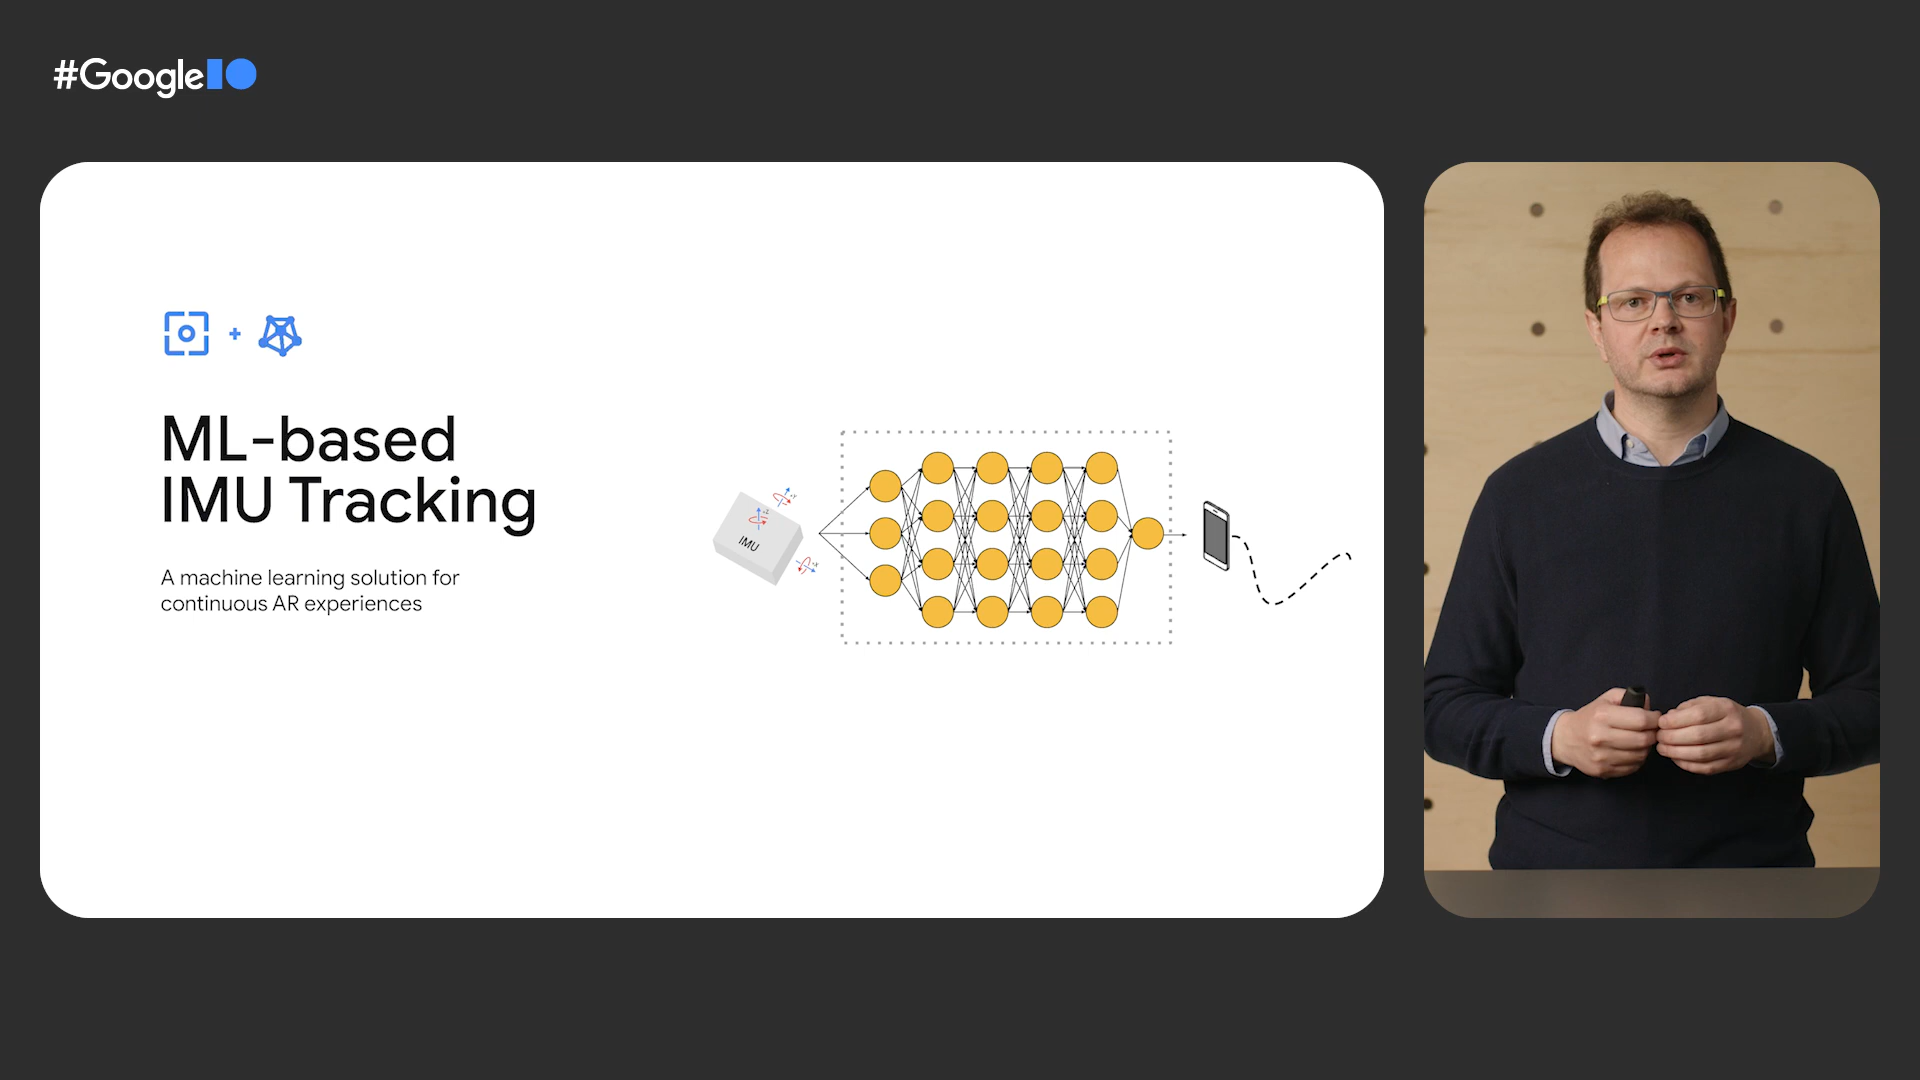 #GoogleIO
ML-based
IMU Tracking
A machine learning solution for
continuous AR experiences
IMU